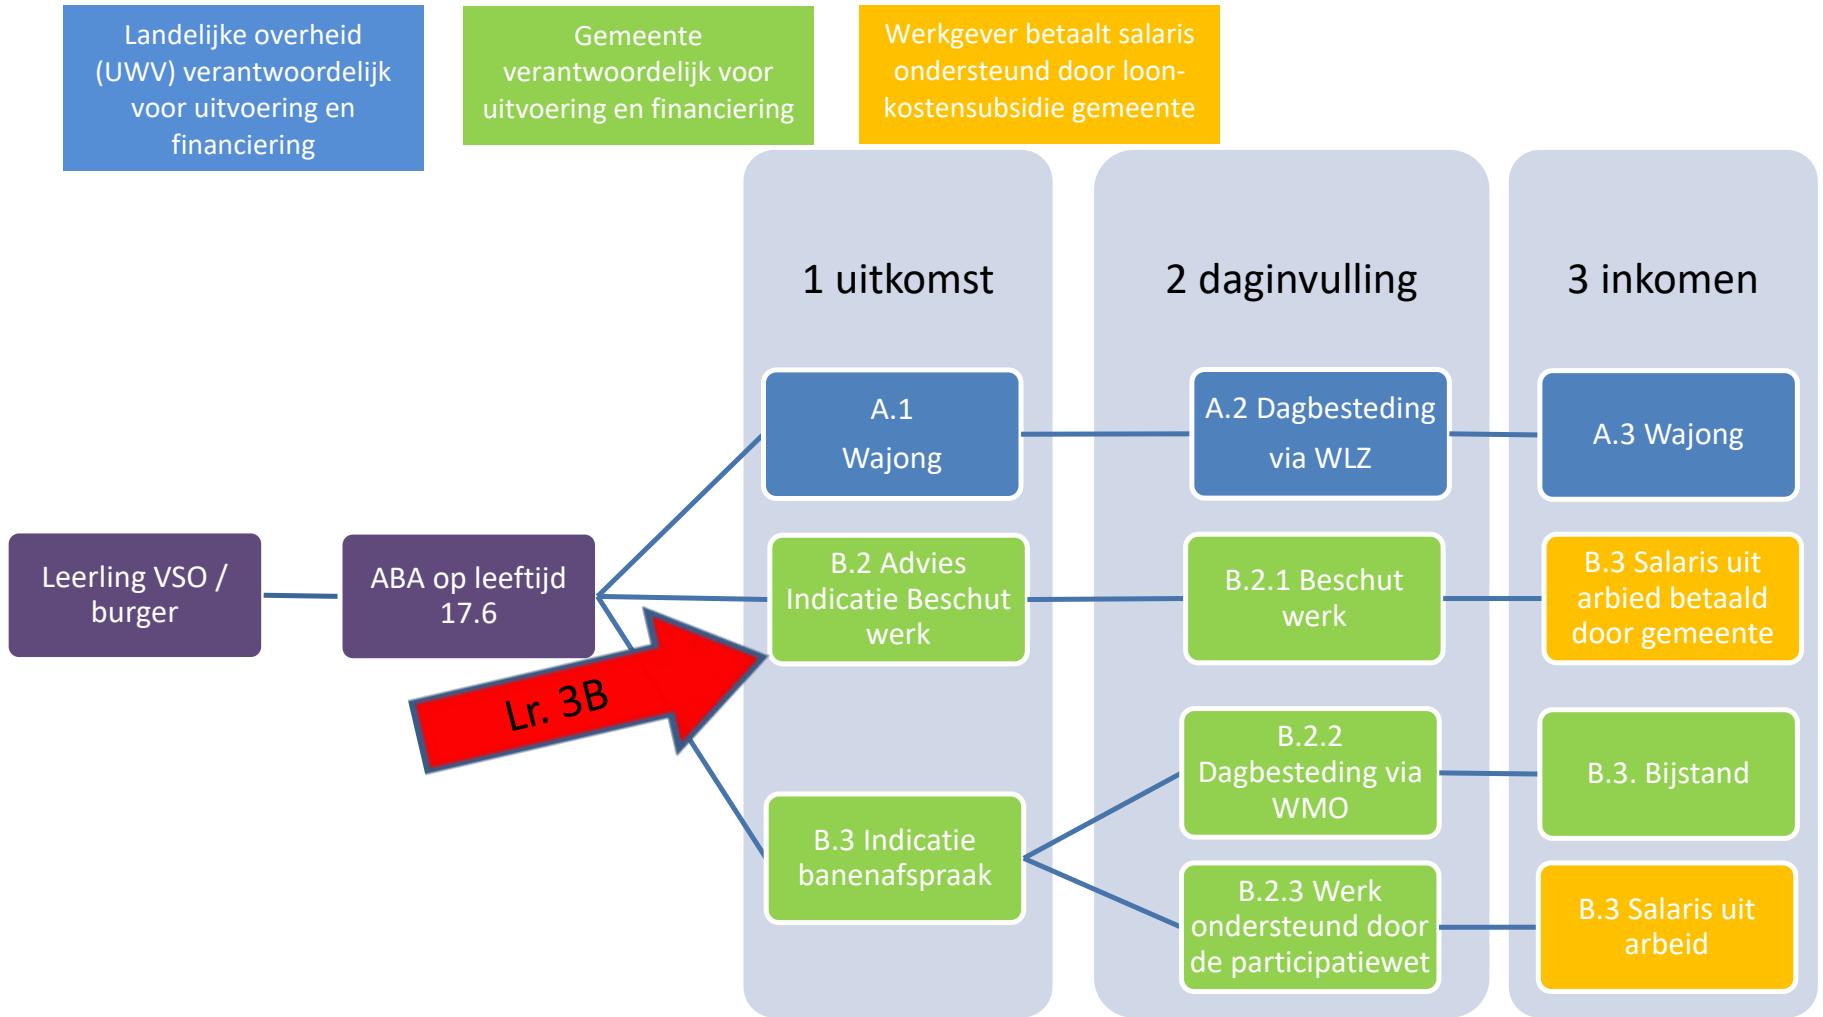 Landelijke overheid
(UWV) verantwoordelijk
voor uitvoering en
financiering
Gemeente
verantwoordelijk voor
uitvoering en financiering
Werkgever betaalt salaris
ondersteund door loon-
kostensubsidie gemeente
1 uitkomst
2 daginvulling
3 inkomen
A.1
Wajong
A.2 Dagbesteding
via WLZ
A.3 Wajong
Leerling VSO /
burger
ABA op leeftijd
17.6
B.2 Advies
Indicatie Beschut
werk
B.2.1 Beschut
werk
B.3 Salaris uit
arbied betaald
door gemeente
Lr. 3B
B.3 Indicatie
banenafspraak
B.2.2
Dagbesteding via
WMO
B.3. Bijstand
B.2.3 Werk
ondersteund door
de participatiewet
B.3 Salaris uit
arbeid